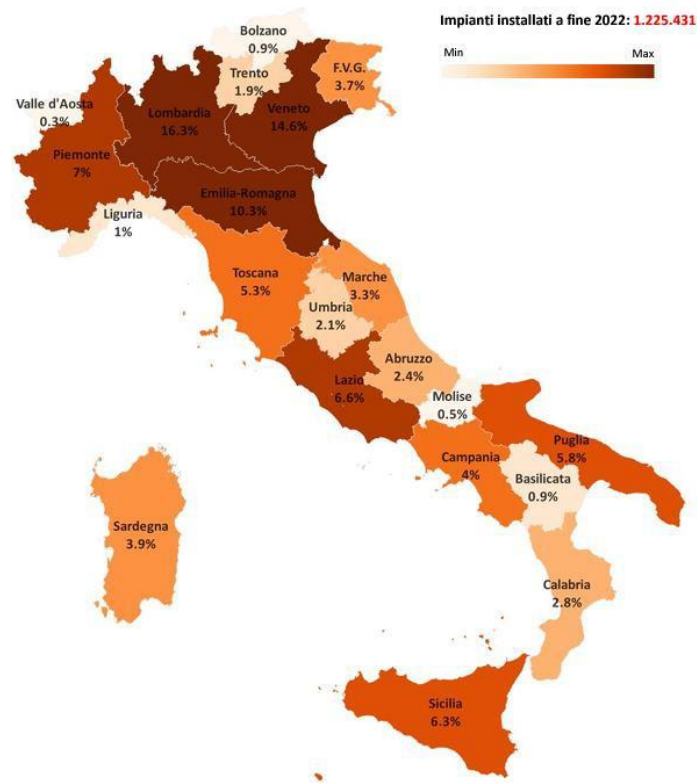 Impianti installati a fine 2022: 1.225.431
Min Max
Bolzano
0.9%
Trento
1.9%
F.V.G.
3.7%
Valle d'Aosta
0.3%
Lombardia
16.3%
Veneto
14.6%
Piemonte
7%
Emilia-Romagna
10.3%
Liguria
1%
Toscana
5.3%
Marche
3.3%
Umbria
2.1%
Abruzzo
2.4%
Lazio
6.6%
Molise
0.5%
Puglia
5.8%
Campania
4%
Basilicata
0.9%
Sardegna
3.9%
Calabria
2.8%
Sicilia
6.3%